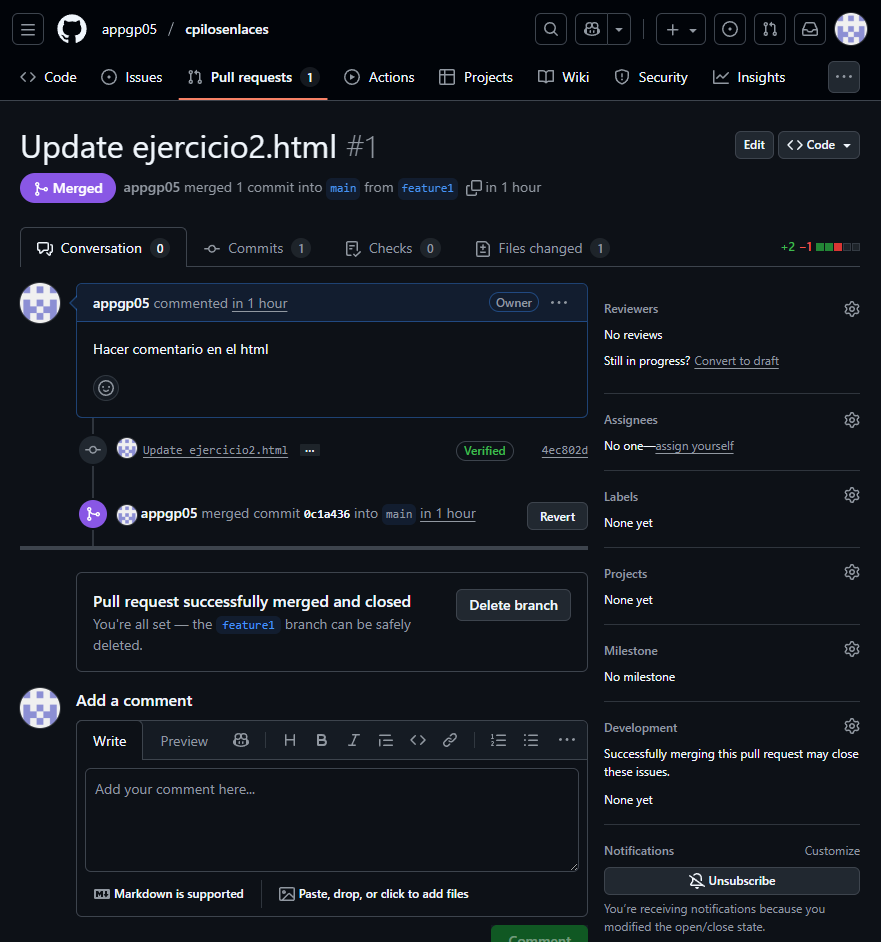 appgp05 / cpilosenlaces
Code Issues Pull requests 1 Actions Projects Wiki Security Insights
Update ejercicio2.html #1
Edit Code
Merged appgp05 merged 1 commit into main from feature1 in 1 hour
Conversation 0 Commits 1 Checks 0 Files changed 1 +2 −1
appgp05 commented in 1 hour Owner
Hacer comentario en el html
Update ejercicio2.html Verified 4ec802d
appgp05 merged commit 0c1a436 into main in 1 hour Revert
Pull request successfully merged and closed
You're all set — the feature1 branch can be safely
deleted.
Delete branch
Add a comment
Write Preview H B I
Add your comment here...
Markdown is supported Paste, drop, or click to add files
Comment
Reviewers
No reviews
Still in progress? Convert to draft
Assignees
No one—assign yourself
Labels
None yet
Projects
None yet
Milestone
No milestone
Development
Successfully merging this pull request may close
these issues.
None yet
Notifications Customize
Unsubscribe
You're receiving notifications because you
modified the open/close state.